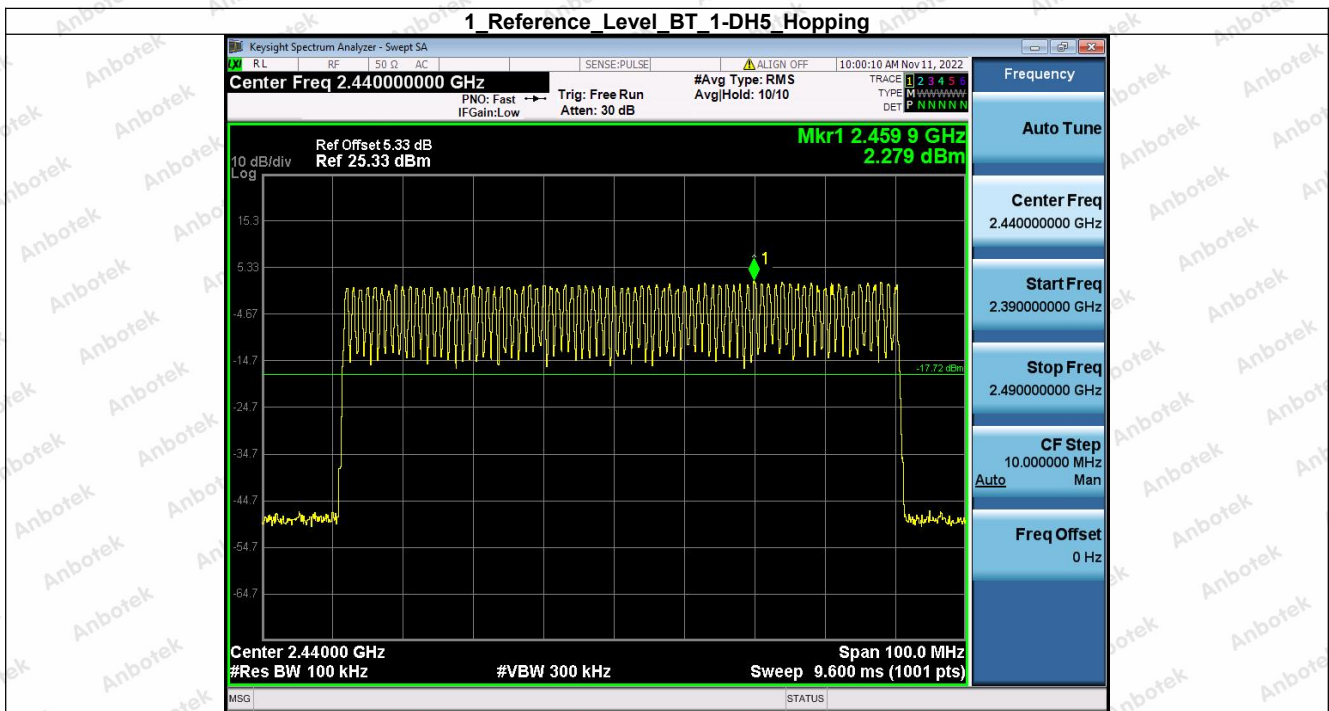 1_Reference_Level_BT_1-DH5_Hopping
Keysight Spectrum Analyzer - Swept SA
LXI RL RF 50 Ω AC SENSE:PULSE ALIGN OFF 10:00:10 AM Nov 11, 2022
Center Freq 2.440000000 GHz
PNO: Fast
IFGain:Low
Trig: Free Run
Atten: 30 dB
#Avg Type: RMS
Avg|Hold: 10/10
TRACE 1 2 3 4 5 6
TYPE M WWWWW
DET P N N N N N
Frequency
Mkr1 2.459 9 GHz
2.279 dBm
Ref Offset 5.33 dB
10 dB/div Ref 25.33 dBm
Log
15.3
5.33
-4.67
-14.7
-24.7
-34.7
-44.7
-54.7
-64.7
1
-17.72 dBm
Center 2.44000 GHz
Span 100.0 MHz
#Res BW 100 kHz
#VBW 300 kHz
Sweep 9.600 ms (1001 pts)
MSG
STATUS
Auto Tune
Center Freq
2.440000000 GHz
Start Freq
2.390000000 GHz
Stop Freq
2.490000000 GHz
CF Step
10.000000 MHz
Auto Man
Freq Offset
0 Hz
Anbotek